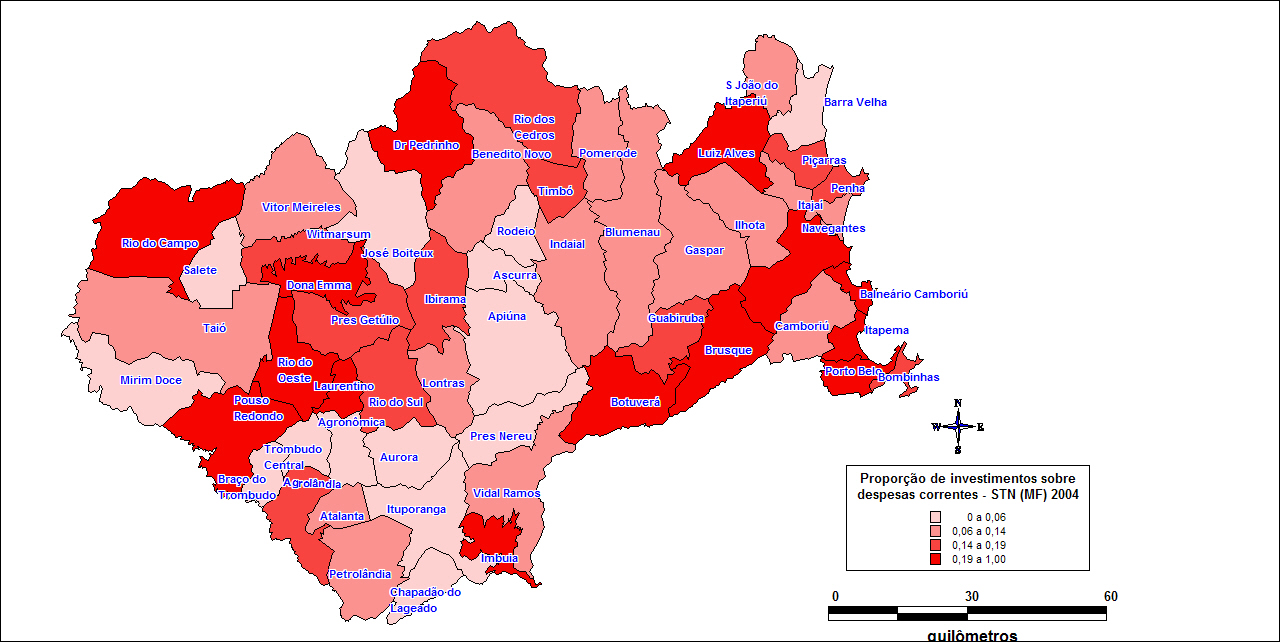 S João do
Itaperiú
Barra Velha
Rio dos
Cedros
Dr Pedrinho
Benedito Novo
Pomerode
Luiz Alves
Piçarras
Timbó
Penha
Vitor Meireles
Itajaí
Witmarsum
Rodeio
Blumenau
Ilhota
Navegantes
Rio do Campo
José Boiteux
Indaial
Gaspar
Salete
Dona Emma
Ascurra
Ibirama
Balneário Camboriú
Pres Getúlio
Apiúna
Guabiruba
Taió
Camboriú
Itapema
Brusque
Rio do
Oeste
Mirim Doce
Laurentino
Lontras
Porto Belo
Bombinhas
Pouso
Redondo
Rio do Sul
Botuverá
Agronômica
Pres Nereu
Trombudo
Central
Aurora
Braço do
Trombudo
Agrolândia
Vidal Ramos
Atalanta
Ituporanga
Imbuia
Petrolândia
Chapadão do
Lageado
N
W E
S
Proporção de investimentos sobre
despesas correntes - STN (MF) 2004
0 a 0,06
0,06 a 0,14
0,14 a 0,19
0,19 a 1,00
0 30 60
quilômetros